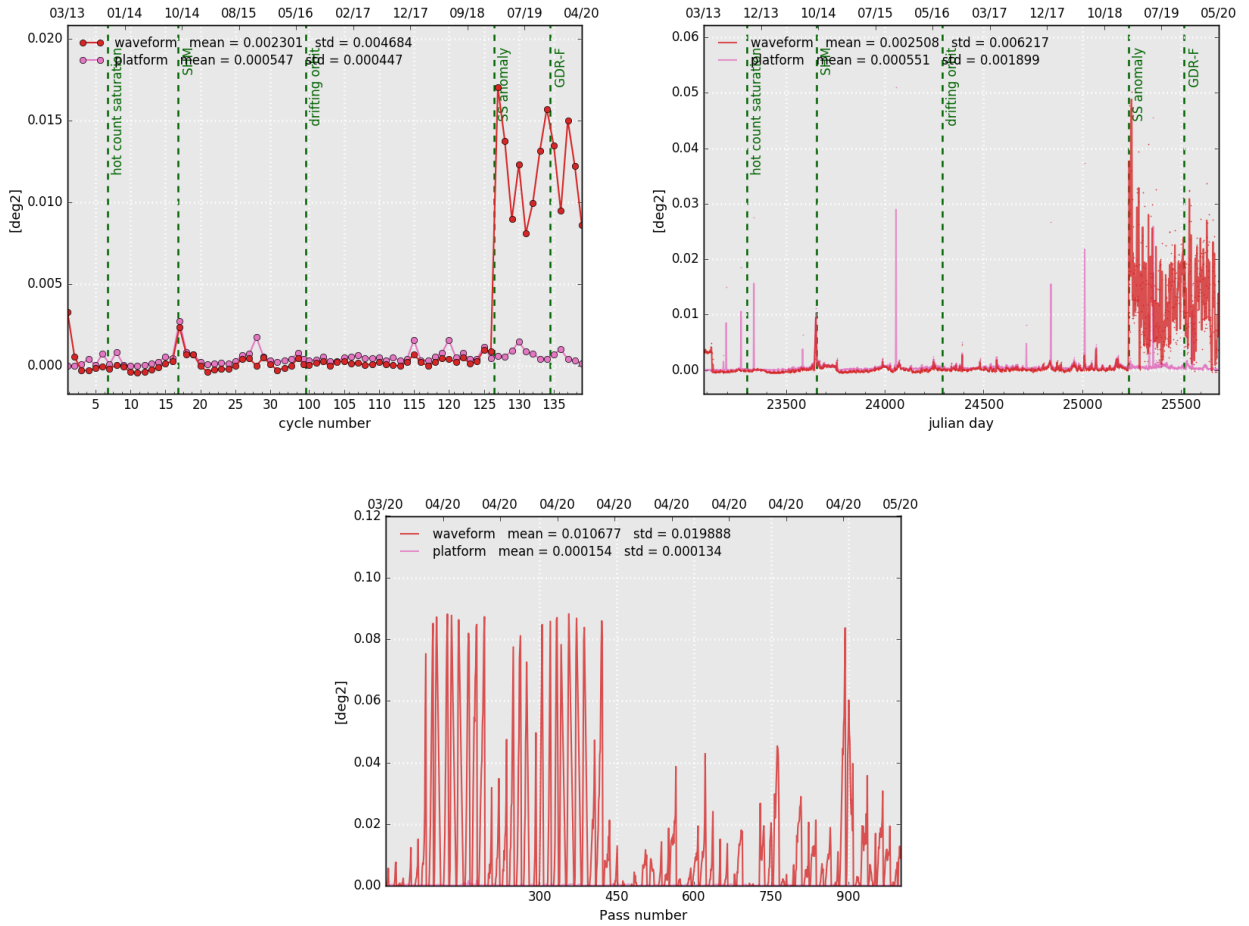 03/13 01/14 10/14 08/15 05/16 02/17 12/17 09/18 07/19 04/20
0.020
0.015
0.010
0.005
0.000
[deg2]
waveform mean = 0.002301 std = 0.004684
platform mean = 0.000547 std = 0.000447
hot count saturation
SHM
drifting orbit
SS anomaly
GDR-F
5 10 15 20 25 30 100 105 110 115 120 125 130 135
cycle number
03/13 12/13 10/14 07/15 05/16 03/17 12/17 10/18 07/19 05/20
0.06
0.05
0.04
0.03
0.02
0.01
0.00
[deg2]
waveform mean = 0.002508 std = 0.006217
platform mean = 0.000551 std = 0.001899
hot count saturation
SHM
drifting orbit
SS anomaly
GDR-F
23500 24000 24500 25000 25500
julian day
03/20 04/20 04/20 04/20 04/20 04/20 04/20 04/20 04/20 05/20
0.12
0.10
0.08
0.06
0.04
0.02
0.00
[deg2]
waveform mean = 0.010677 std = 0.019888
platform mean = 0.000154 std = 0.000134
300 450 600 750 900
Pass number